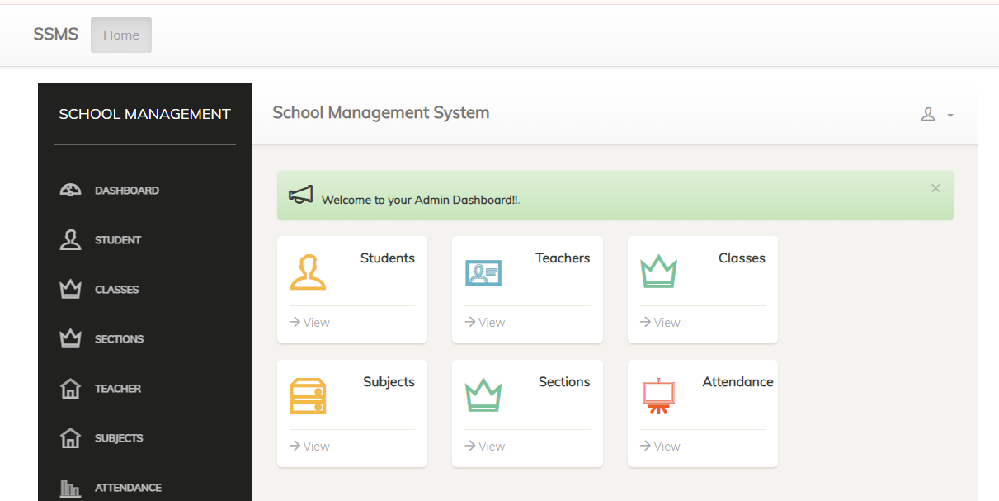 SSMS Home
SCHOOL MANAGEMENT
DASHBOARD
STUDENT
CLASSES
SECTIONS
TEACHER
SUBJECTS
ATTENDANCE
School Management System
Welcome to your Admin Dashboard!!.
×
Students
View
Teachers
View
Classes
View
Subjects
View
Sections
View
Attendance
View